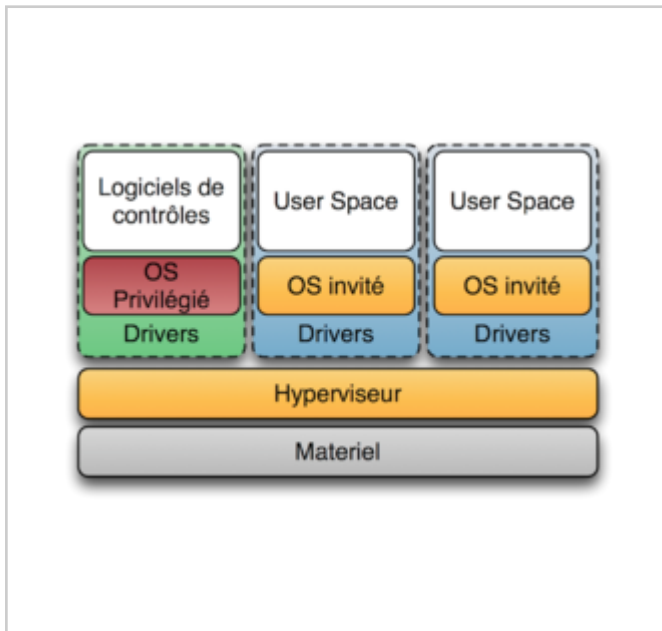 Logiciels de
contrôles
User Space
User Space
OS
Privilégié
OS invité
OS invité
Drivers
Drivers
Drivers
Hyperviseur
Materiel